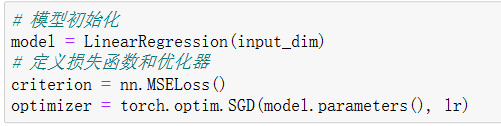 # 模型初始化
model = LinearRegression(input_dim)
# 定义损失函数和优化器
criterion = nn.MSELoss()
optimizer = torch.optim.SGD(model.parameters(), lr)